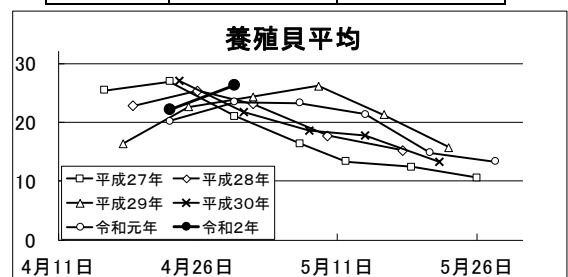 養殖貝平均
30
20
10
0
平成27年 平成28年
平成29年 平成30年
令和元年 令和2年
4月11日 4月26日 5月11日 5月26日